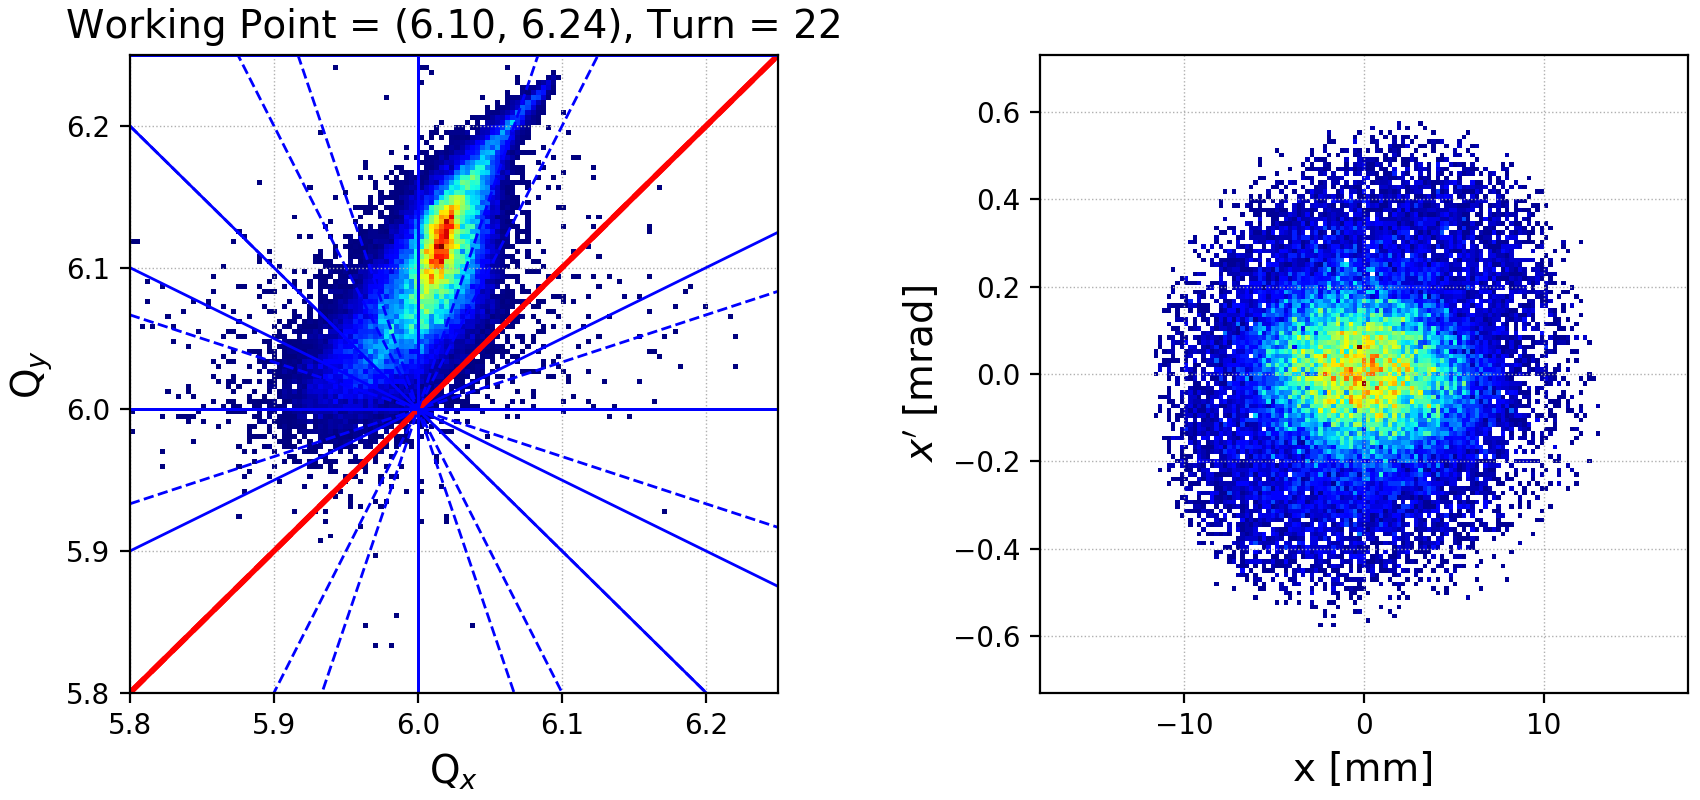 Working Point = (6.10, 6.24), Turn = 22
6.2
6.1
6.0
5.9
5.8
Q_y
5.8 5.9 6.0 6.1 6.2
Q_x
0.6
0.4
0.2
0.0
−0.2
−0.4
−0.6
x′ [mrad]
−10 0 10
x [mm]